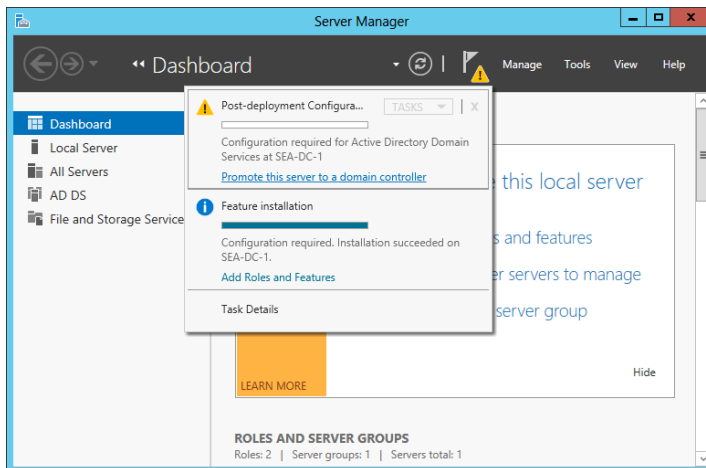 Server Manager
Dashboard
Manage Tools View Help
Dashboard
Local Server
All Servers
AD DS
File and Storage Service
Post-deployment Configura...
TASKS
X
Configuration required for Active Directory Domain
Services at SEA-DC-1
Promote this server to a domain controller
Feature installation
Configuration required. Installation succeeded on
SEA-DC-1.
Add Roles and Features
Task Details
this local server
s and features
er servers to manage
server group
Hide
LEARN MORE
ROLES AND SERVER GROUPS
Roles: 2 | Server groups: 1 | Servers total: 1